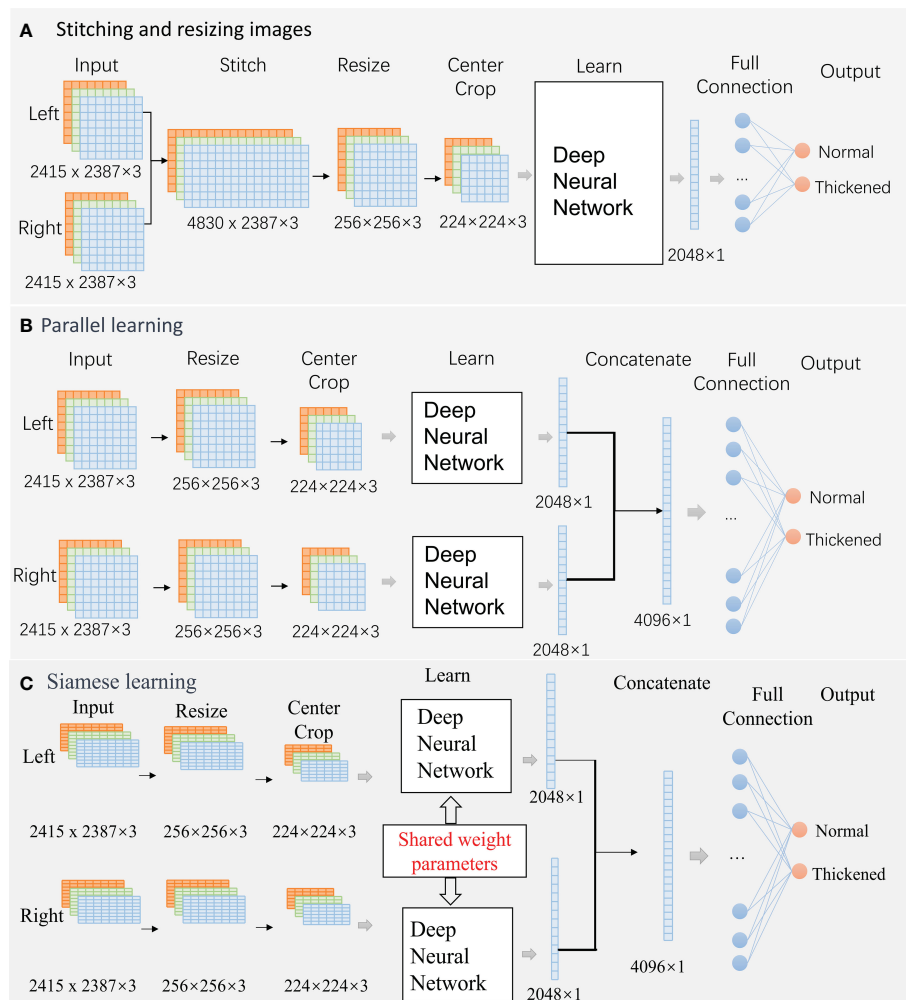 A Stitching and resizing images
Input Stitch Resize Center Crop Learn Full Connection Output
Left
2415 x 2387×3
Right
2415 x 2387×3
4830 x 2387×3
256×256×3
224×224×3
Deep
Neural
Network
2048×1
...
Normal
Thickened
B Parallel learning
Input Resize Center Crop Learn Concatenate Full Connection Output
Left
2415 x 2387×3
256×256×3
224×224×3
Deep
Neural
Network
2048×1
Right
2415 x 2387×3
256×256×3
224×224×3
Deep
Neural
Network
2048×1
4096×1
...
Normal
Thickened
C Siamese learning
Input Resize Center Crop Learn Concatenate Full Connection Output
Left
2415 x 2387×3
256×256×3
224×224×3
Deep
Neural
Network
2048×1
Shared weight
parameters
Right
2415 x 2387×3
256×256×3
224×224×3
Deep
Neural
Network
2048×1
4096×1
...
Normal
Thickened